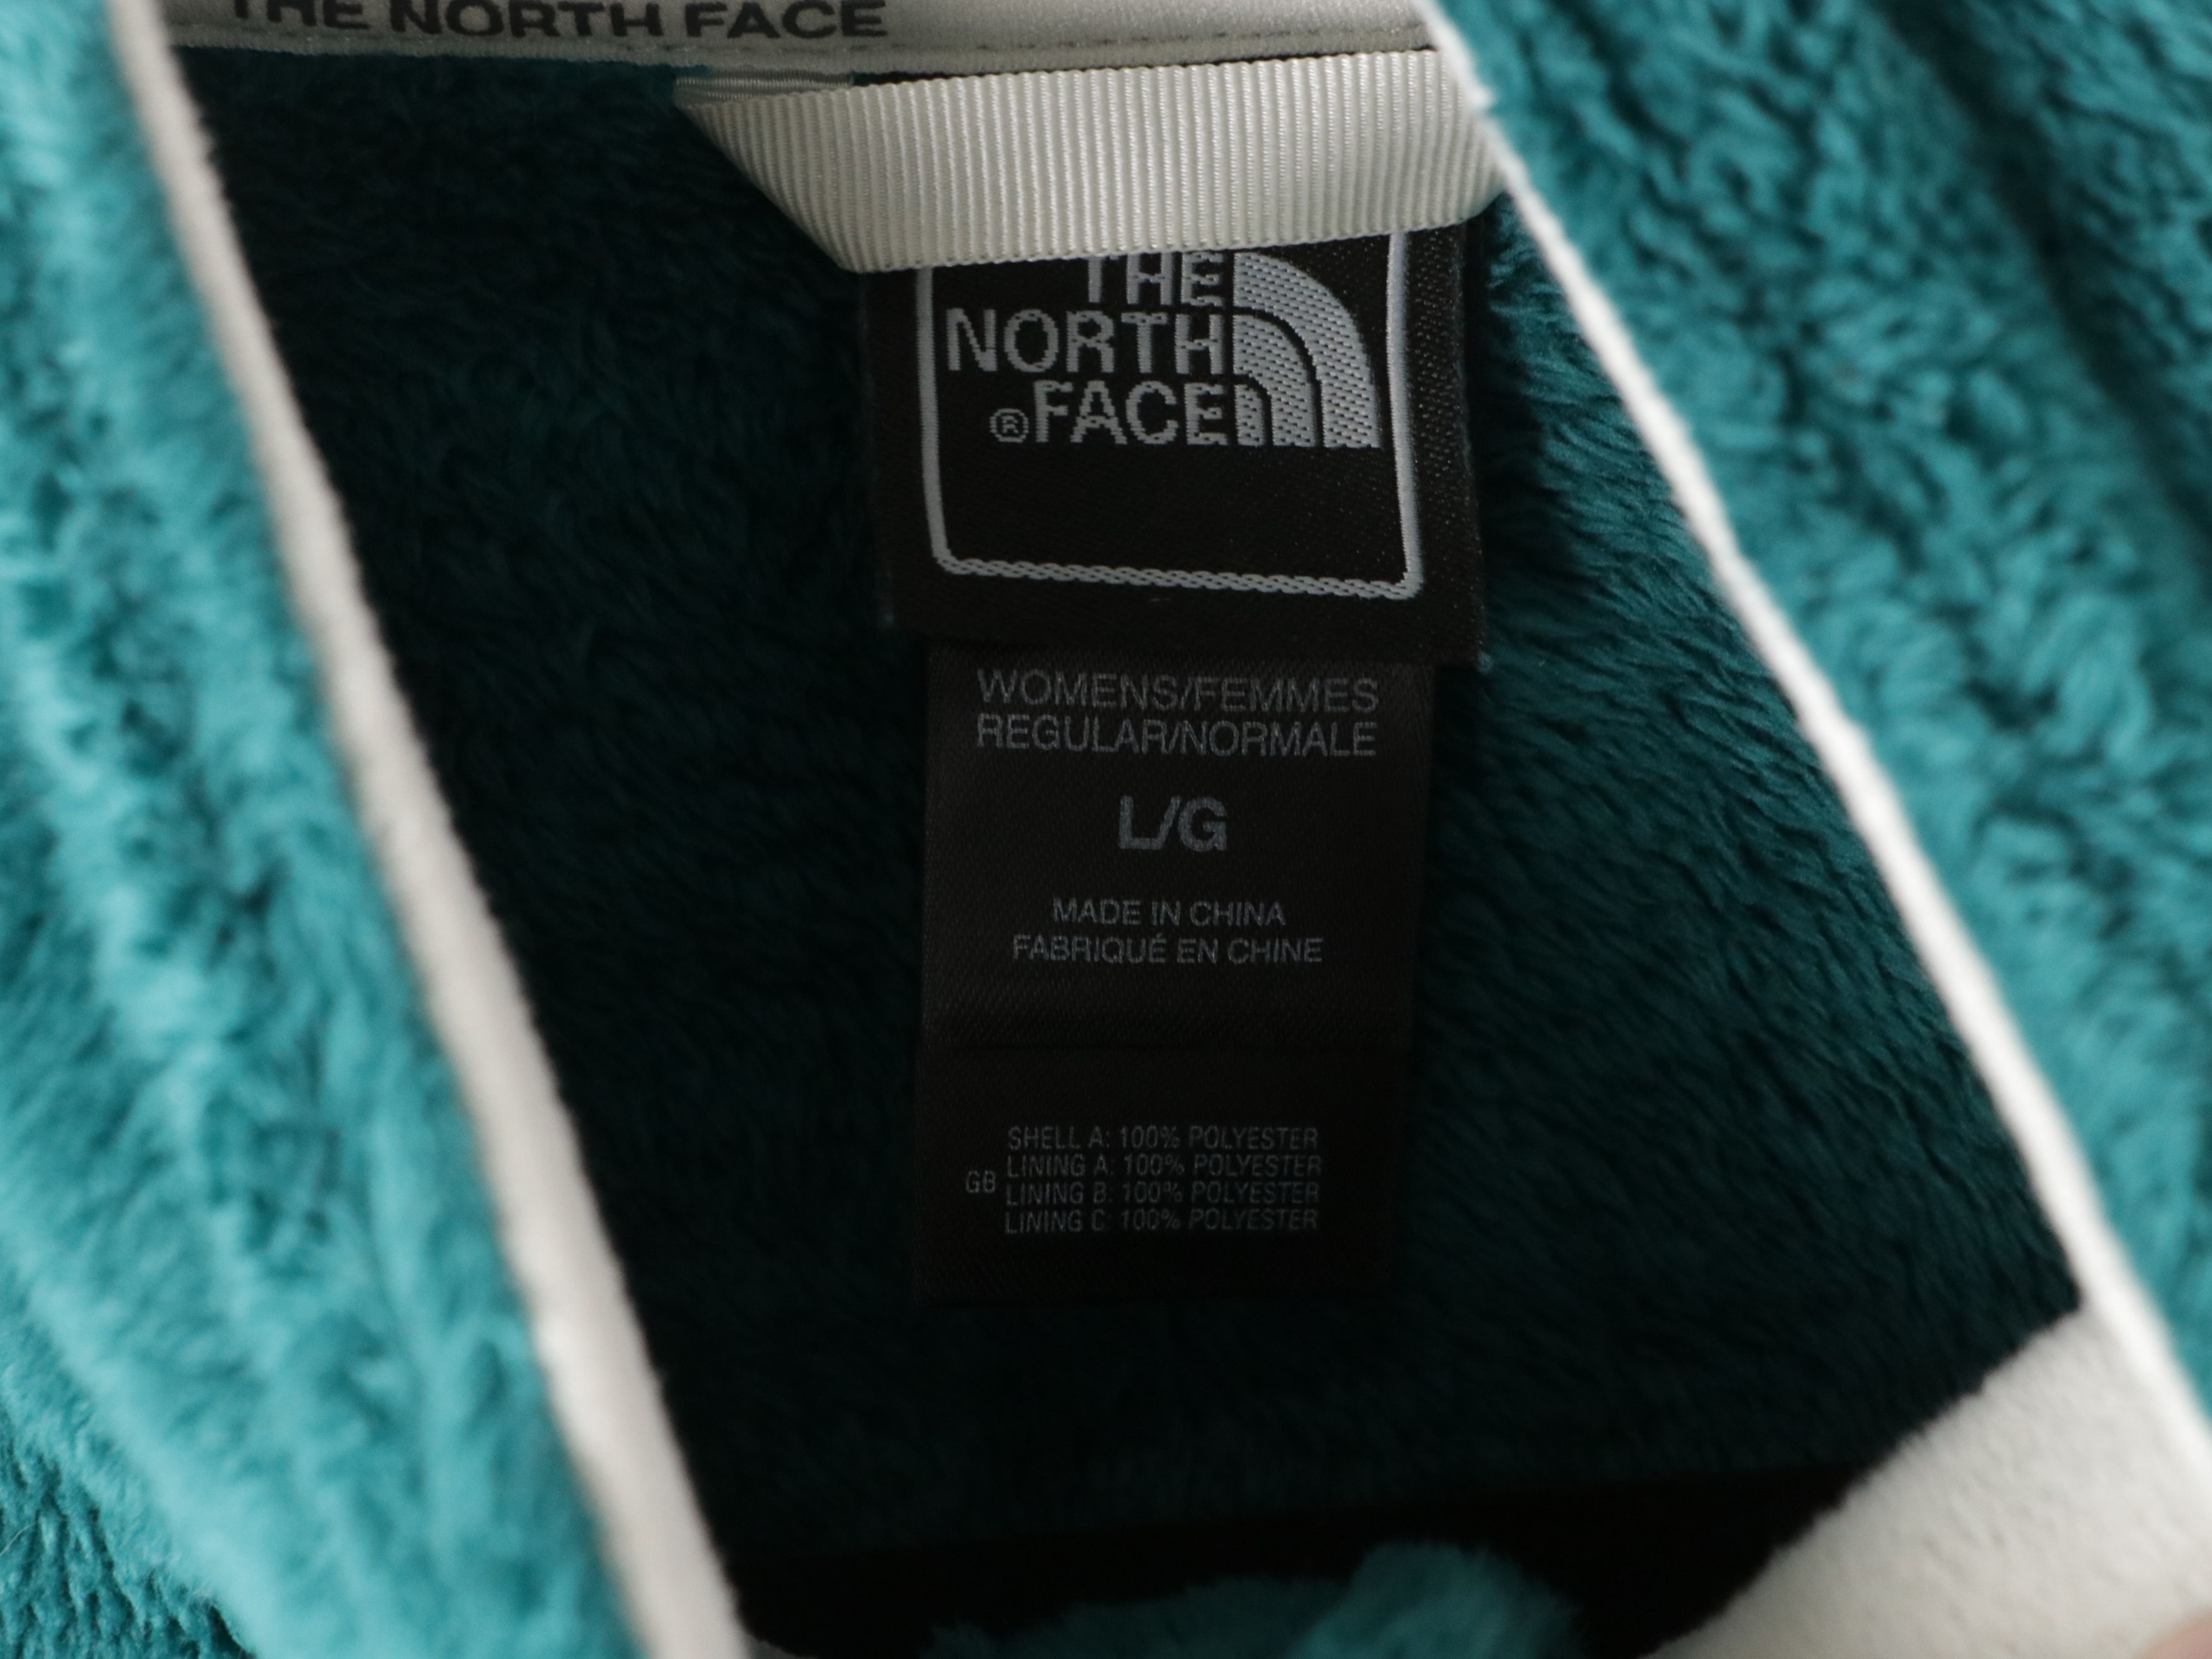 THE NORTH FACE
THE
NORTH
®FACE
WOMENS/FEMMES
REGULAR/NORMALE
L/G
MADE IN CHINA
FABRIQUÉ EN CHINE
SHELL A: 100% POLYESTER
LINING A: 100% POLYESTER
GB LINING B: 100% POLYESTER
LINING C: 100% POLYESTER